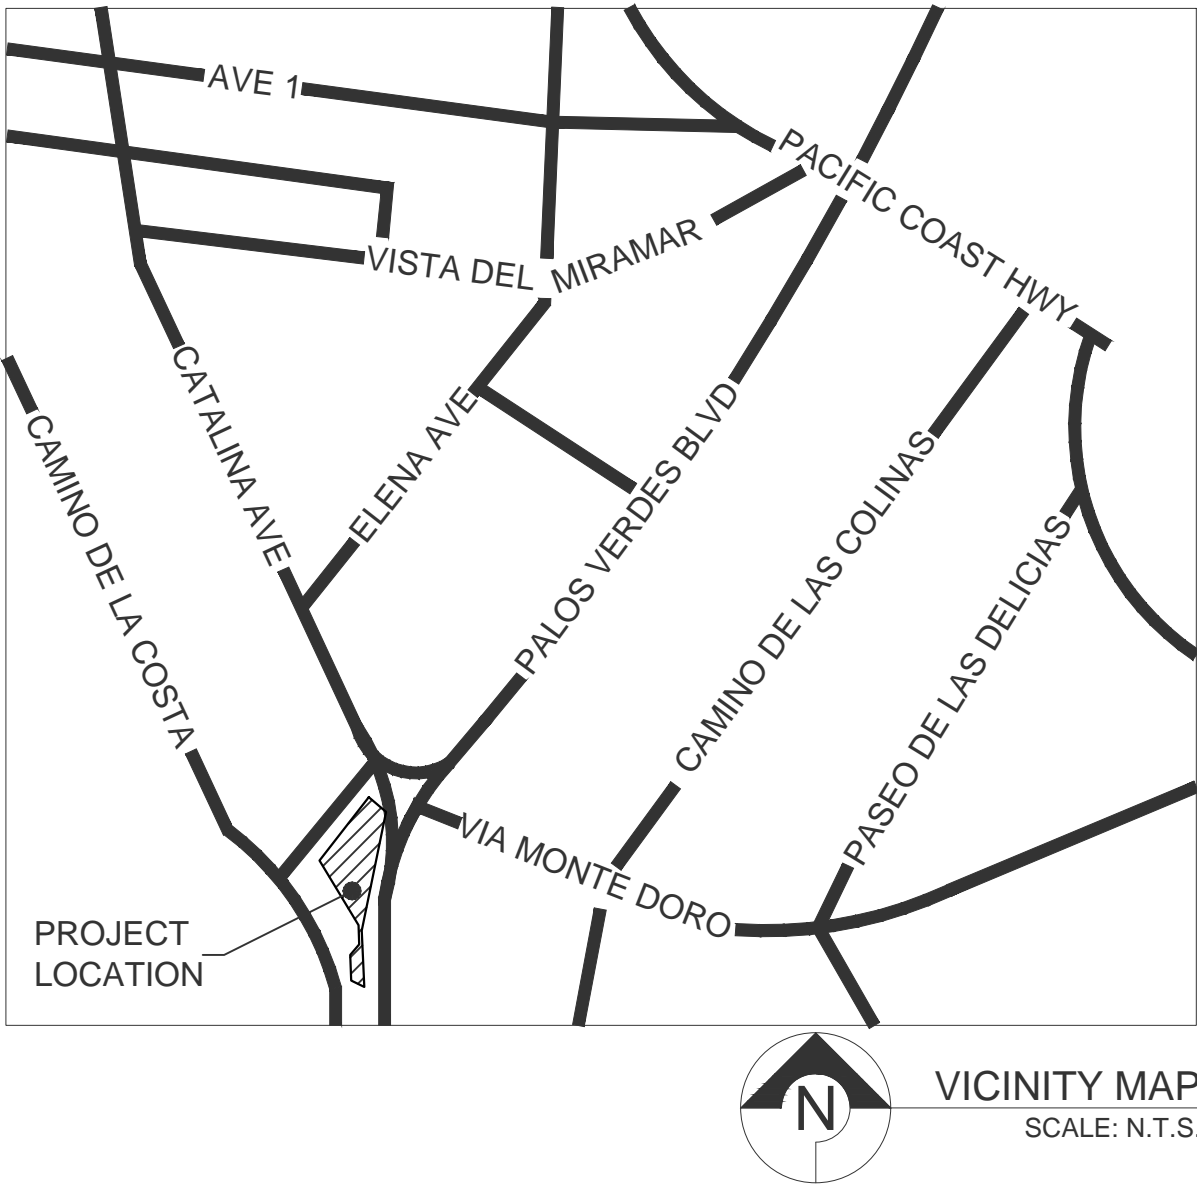 AVE 1
PACIFIC COAST HWY
VISTA DEL MIRAMAR
CATALINA AVE
ELENA AVE
PALOS VERDES BLVD
CAMINO DE LA COSTA
CAMINO DE LAS COLINAS
PASEO DE LAS DELICIAS
VIA MONTE DORO
PROJECT
LOCATION
N
VICINITY MAP
SCALE: N.T.S.